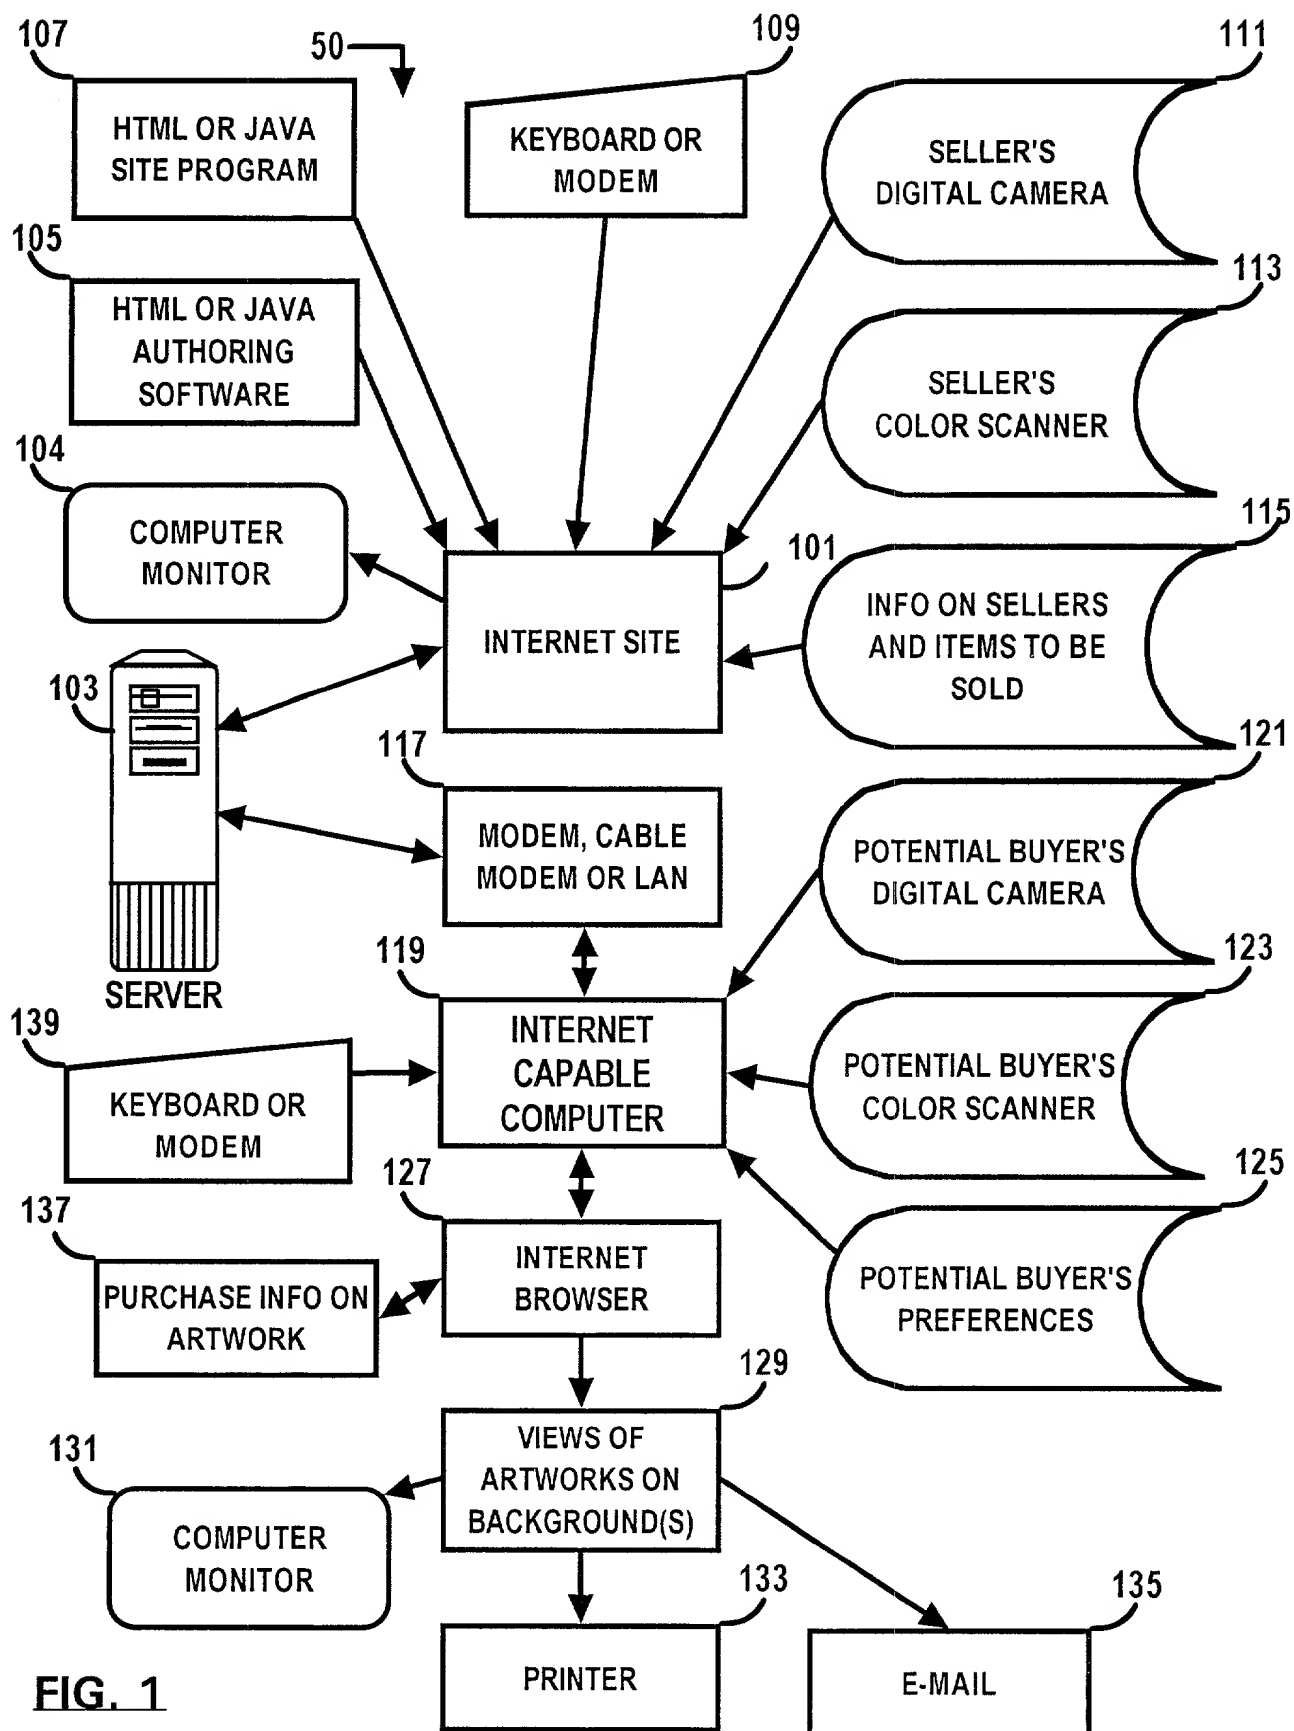 107
50
109
111
HTML OR JAVA
SITE PROGRAM
KEYBOARD OR
MODEM
SELLER'S
DIGITAL CAMERA
105
113
HTML OR JAVA
AUTHORING
SOFTWARE
SELLER'S
COLOR SCANNER
104
115
COMPUTER
MONITOR
101
INTERNET SITE
INFO ON SELLERS
AND ITEMS TO BE
SOLD
103
117
121
MODEM, CABLE
MODEM OR LAN
POTENTIAL BUYER'S
DIGITAL CAMERA
SERVER
119
123
139
INTERNET
CAPABLE
COMPUTER
POTENTIAL BUYER'S
COLOR SCANNER
KEYBOARD OR
MODEM
127
125
137
INTERNET
BROWSER
POTENTIAL BUYER'S
PREFERENCES
PURCHASE INFO ON
ARTWORK
129
VIEWS OF
ARTWORKS ON
BACKGROUND(S)
131
COMPUTER
MONITOR
133
135
PRINTER
E-MAIL
FIG. 1